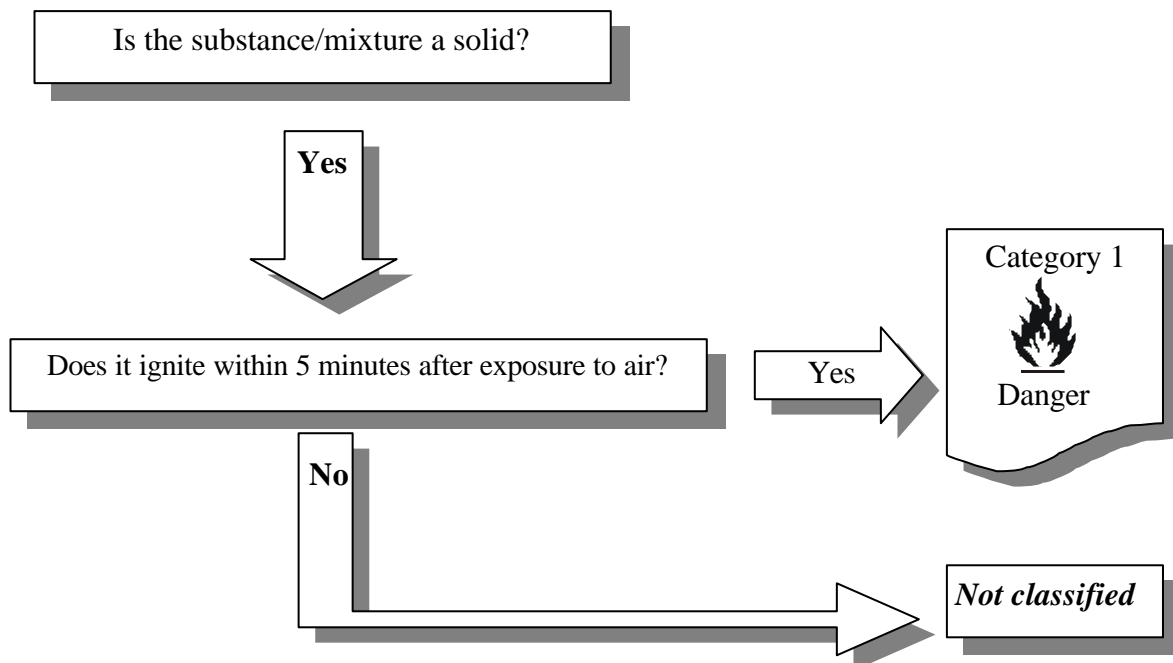 Is the substance/mixture a solid?
Yes
Category 1
Does it ignite within 5 minutes after exposure to air?
Yes
Danger
No
Not classified